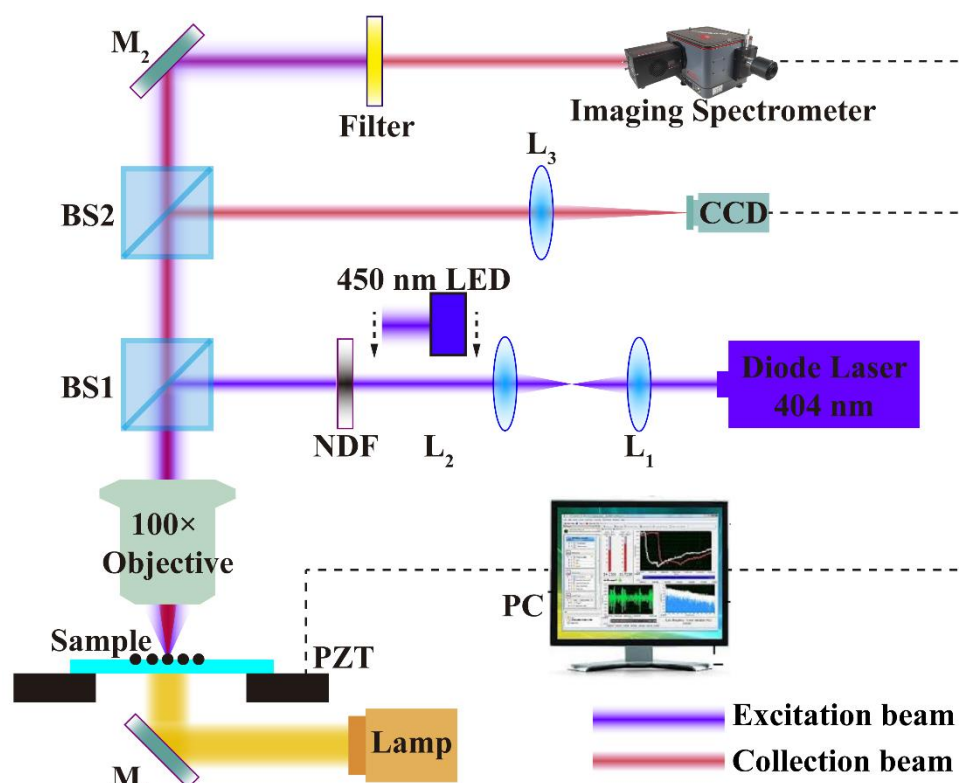 M2
Filter
Imaging Spectrometer
BS2
L3
CCD
450 nm LED
BS1
NDF
L2
L1
Diode Laser
404 nm
100×
Objective
Sample
PZT
PC
Lamp
M
Excitation beam
Collection beam